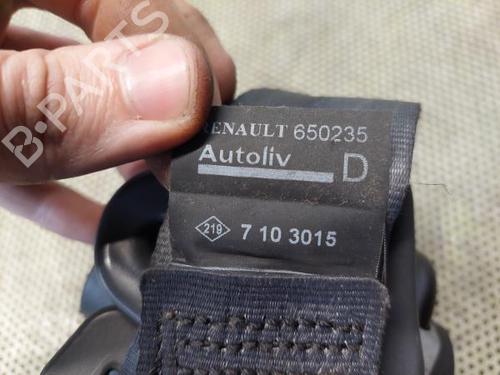 B-PARTS
RENAULT 650235
Autoliv D
219 7 10 3015